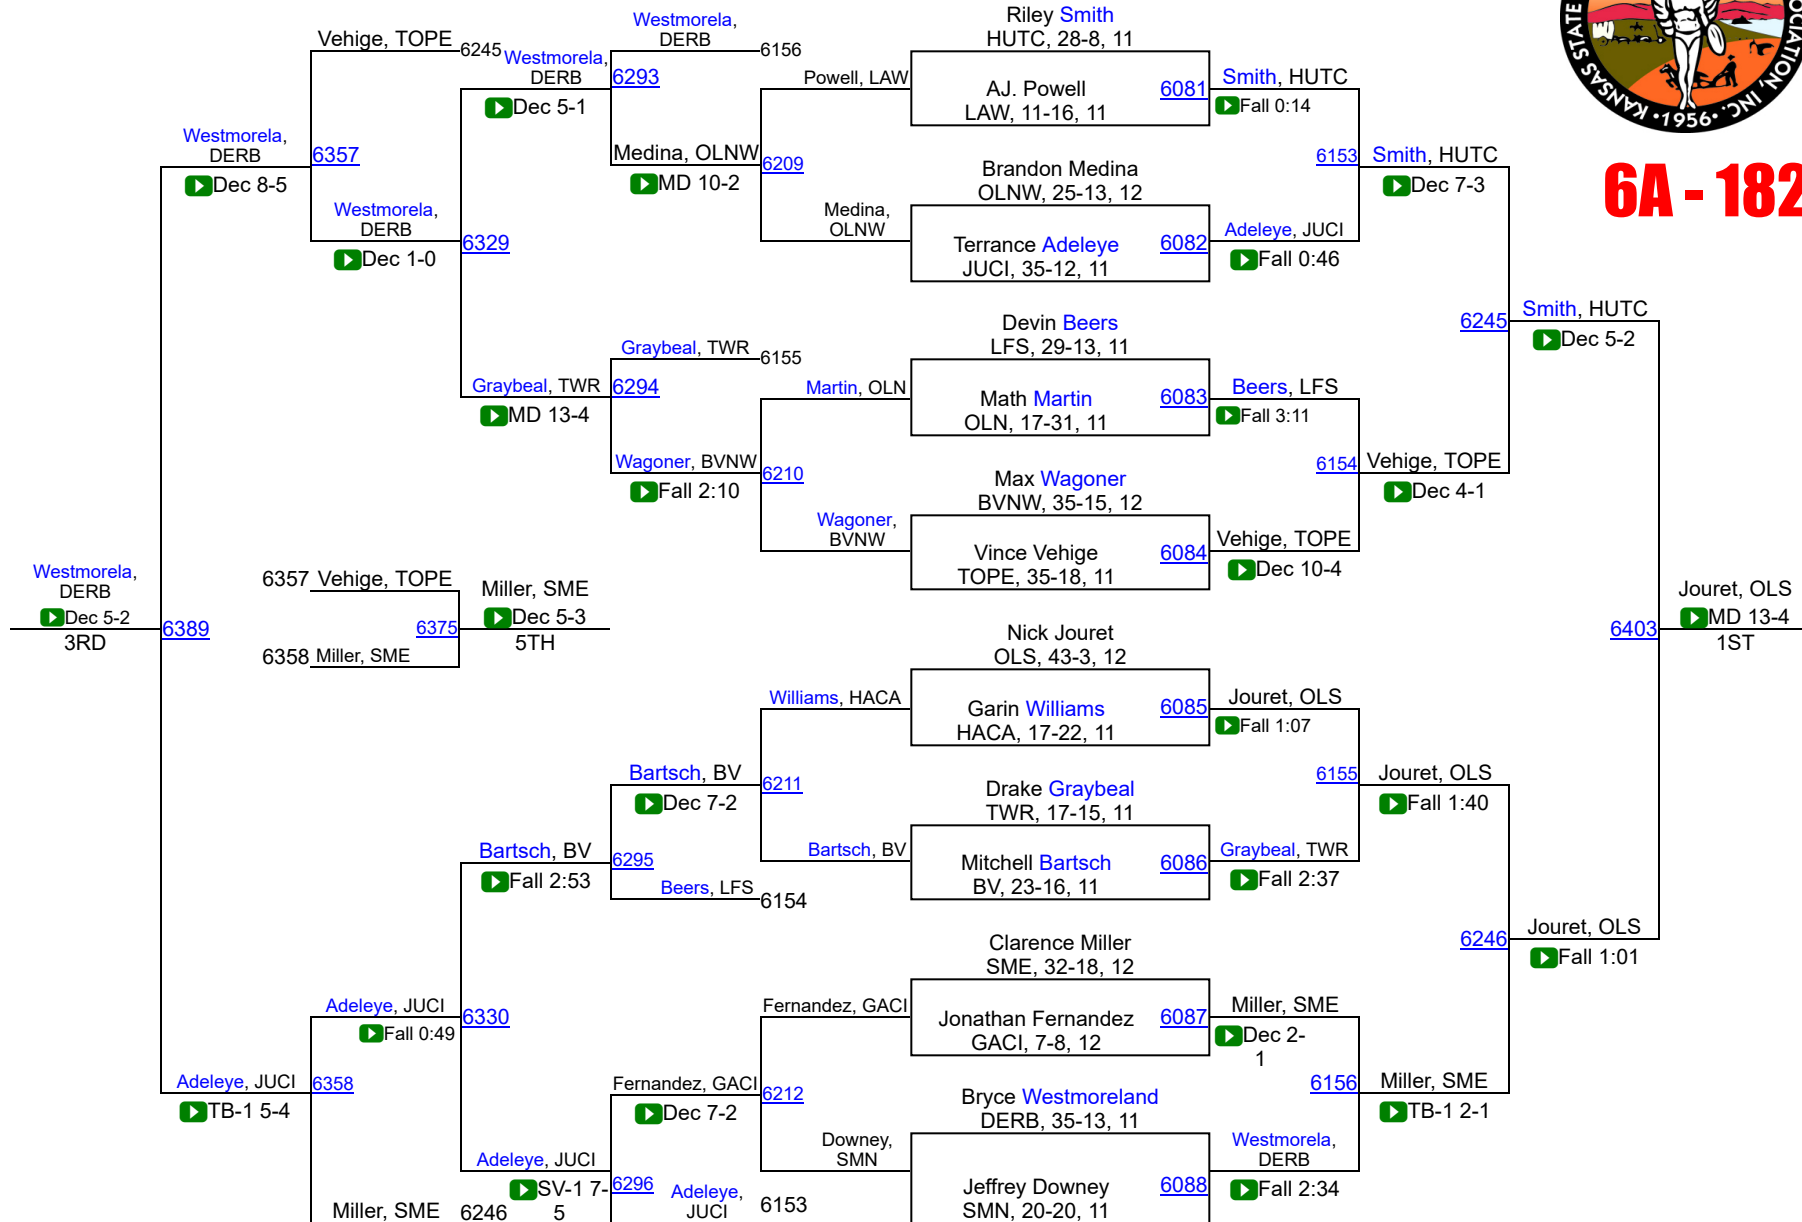 Riley Smith
HUTC, 28-8, 11
Westmorela,
DERB
Vehige, TOPE
6245
Westmorela,
DERB
6156
6293
Dec 5-1
Powell, LAW
AJ. Powell
LAW, 11-16, 11
6081
Smith, HUTC
Fall 0:14
KANSAS STATE
OCIATION, INC.
•1956•
Westmorela,
DERB
6357
Dec 8-5
Medina, OLNW
MD 10-2
6209
Brandon Medina
OLNW, 25-13, 12
6153
Smith, HUTC
Dec 7-3
6A - 182
Westmorela,
DERB
Dec 1-0
6329
Medina,
OLNW
Terrance Adeleye
JUCI, 35-12, 11
6082
Adeleye, JUCI
Fall 0:46
Devin Beers
LFS, 29-13, 11
6245
Smith, HUTC
Dec 5-2
Graybeal, TWR
6155
Graybeal, TWR
6294
MD 13-4
Martin, OLN
Math Martin
OLN, 17-31, 11
6083
Beers, LFS
Fall 3:11
Wagoner, BVNW
Fall 2:10
6210
Max Wagoner
BVNW, 35-15, 12
6154
Vehige, TOPE
Dec 4-1
Wagoner,
BVNW
Vince Vehige
TOPE, 35-18, 11
6084
Vehige, TOPE
Dec 10-4
Westmorela,
DERB
Dec 5-2
3RD
6389
6357
Vehige, TOPE
6358
Miller, SME
6375
Miller, SME
Dec 5-3
5TH
Nick Jouret
OLS, 43-3, 12
6403
Jouret, OLS
MD 13-4
1ST
Williams, HACA
Garin Williams
HACA, 17-22, 11
6085
Jouret, OLS
Fall 1:07
Bartsch, BV
Dec 7-2
6211
Drake Graybeal
TWR, 17-15, 11
6155
Jouret, OLS
Fall 1:40
Bartsch, BV
Fall 2:53
6295
Bartsch, BV
Mitchell Bartsch
BV, 23-16, 11
6086
Graybeal, TWR
Fall 2:37
Beers, LFS
6154
Clarence Miller
SME, 32-18, 12
6246
Jouret, OLS
Fall 1:01
Adeleye, JUCI
Fall 0:49
6330
Fernandez, GACI
Jonathan Fernandez
GACI, 7-8, 12
6087
Miller, SME
Dec 2-
1
Adeleye, JUCI
TB-1 5-4
6358
Fernandez, GACI
Dec 7-2
6212
Bryce Westmoreland
DERB, 35-13, 11
6156
Miller, SME
TB-1 2-1
Downey,
SMN
Westmorela,
DERB
Fall 2:34
Adeleye, JUCI
SV-1 7-
5
6296
Adeleye,
JUCI
6153
Jeffrey Downey
SMN, 20-20, 11
6088
Miller, SME
6246